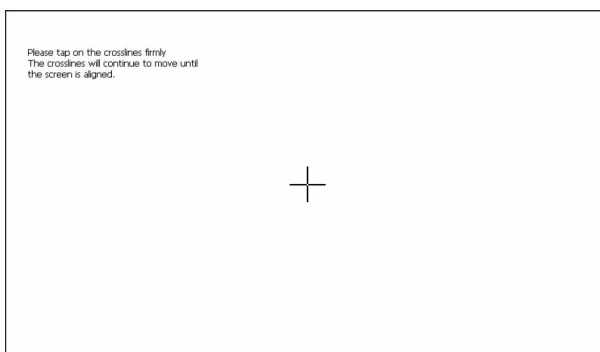 Please tap on the crosslines firmly
The crosslines will continue to move until
the screen is aligned.